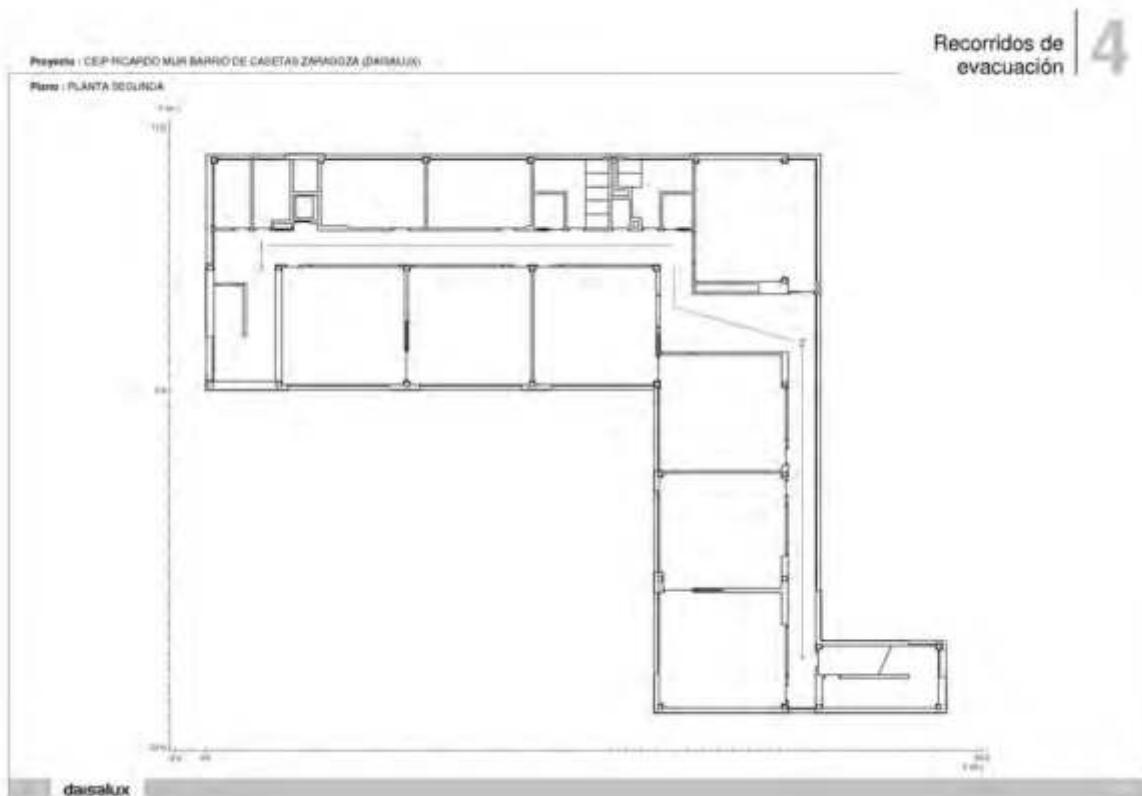 Recorridos de
evacuación
4
Proyecto : CEIP RICARDO MUR BARRIO DE CASETAS ZARAGOZA (DAISALUX)
Plano : PLANTA SEGUNDA
daisalux